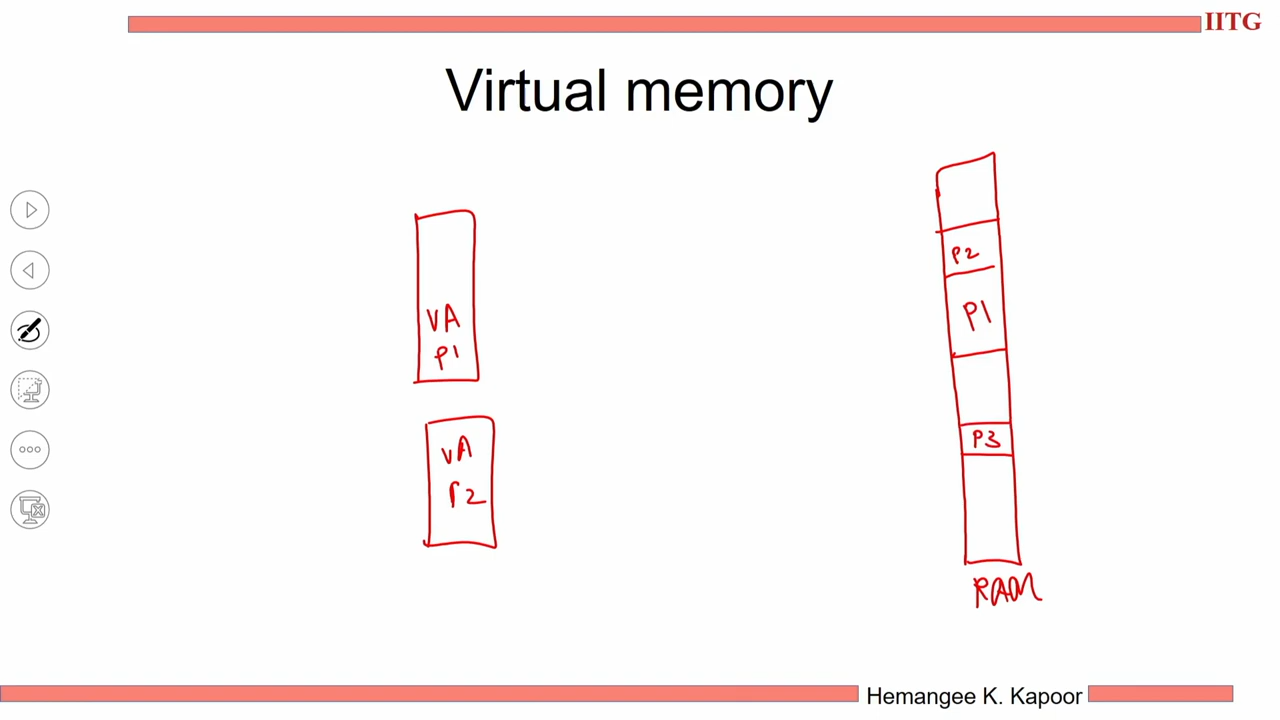 IITG
Virtual memory
VA
P1
VA
P2
P2
P1
P3
RAM
Hemangee K. Kapoor